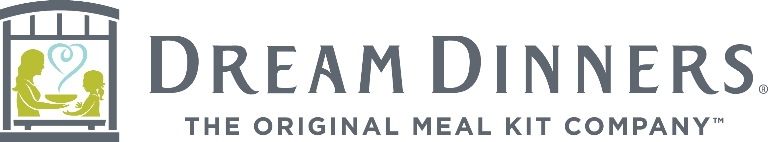 DREAM DINNERS®
THE ORIGINAL MEAL KIT COMPANY™